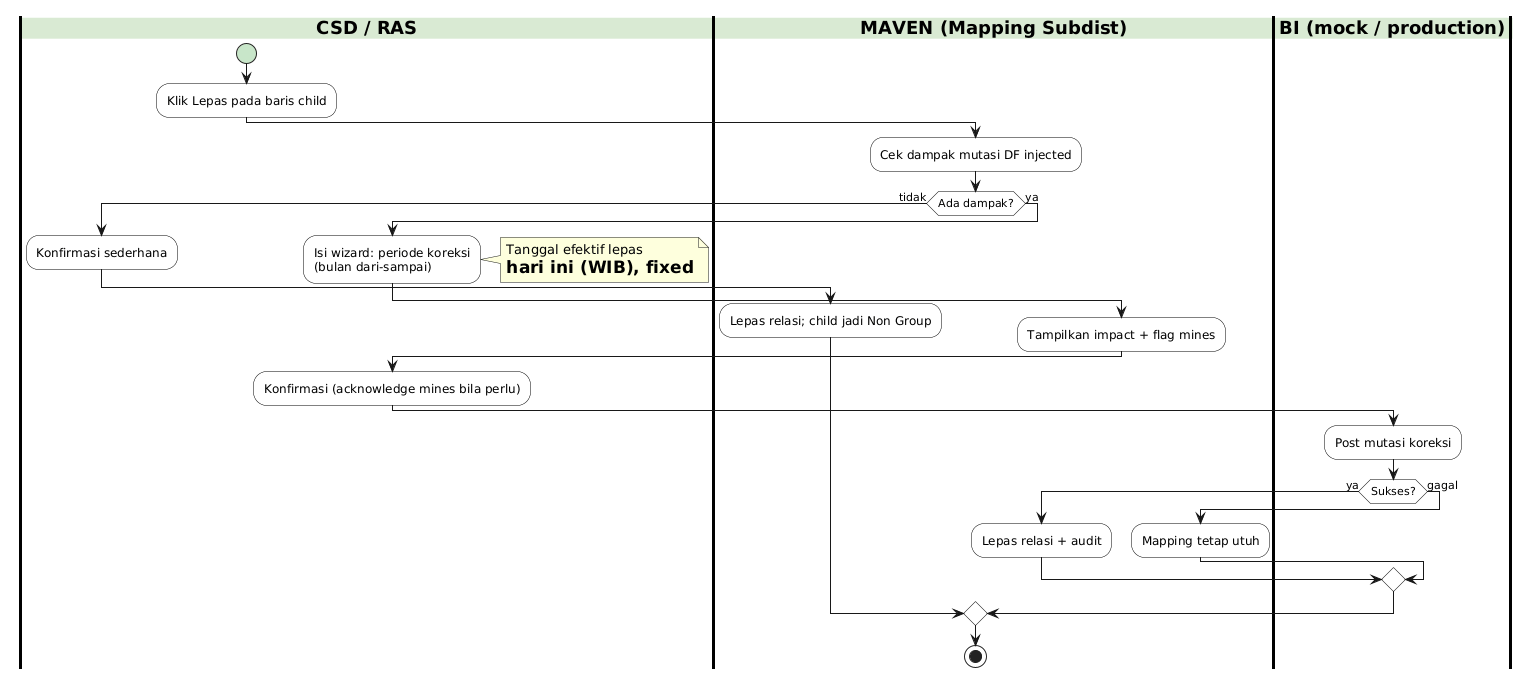 CSD / RAS
MAVEN (Mapping Subdist)
BI (mock / production)
Klik Lepas pada baris child
Cek dampak mutasi DF injected
tidak
Ada dampak?
ya
Konfirmasi sederhana
Isi wizard: periode koreksi
(bulan dari-sampai)
Tanggal efektif lepas
hari ini (WIB), fixed
Lepas relasi; child jadi Non Group
Tampilkan impact + flag mines
Konfirmasi (acknowledge mines bila perlu)
Post mutasi koreksi
ya
Sukses?
gagal
Lepas relasi + audit
Mapping tetap utuh